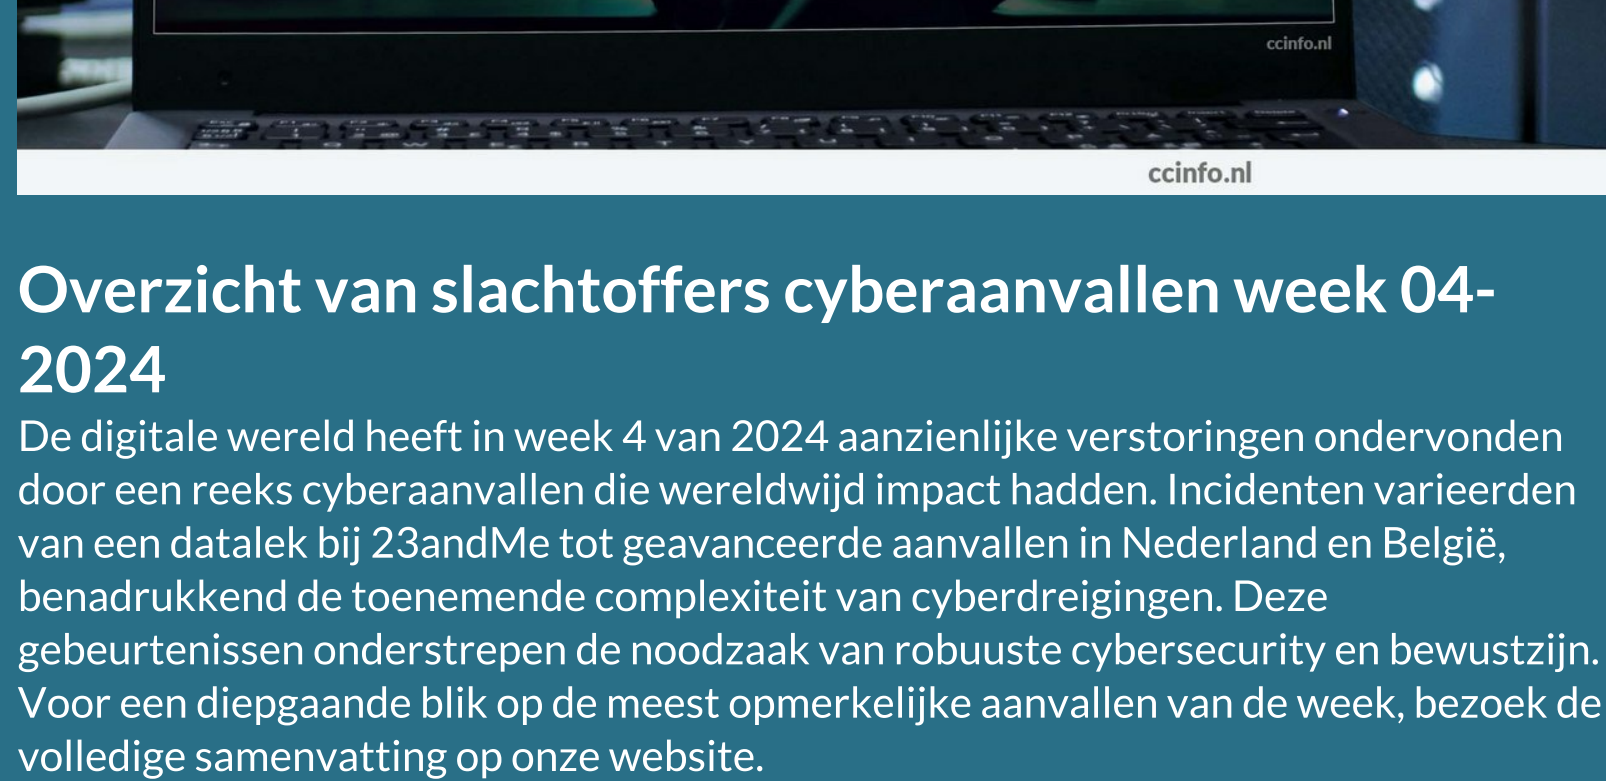 ccinfo.nl
ccinfo.nl
Overzicht van slachtoffers cyberaanvallen week 04-
2024
De digitale wereld heeft in week 4 van 2024 aanzienlijke verstoringen ondervonden
door een reeks cyberaanvallen die wereldwijd impact hadden. Incidenten varieerden
van een datalek bij 23andMe tot geavanceerde aanvallen in Nederland en België,
benadrukkend de toenemende complexiteit van cyberdreigingen. Deze
gebeurtenissen onderstrepen de noodzaak van robuuste cybersecurity en bewustzijn.
Voor een diepgaande blik op de meest opmerkelijke aanvallen van de week, bezoek de
volledige samenvatting op onze website.